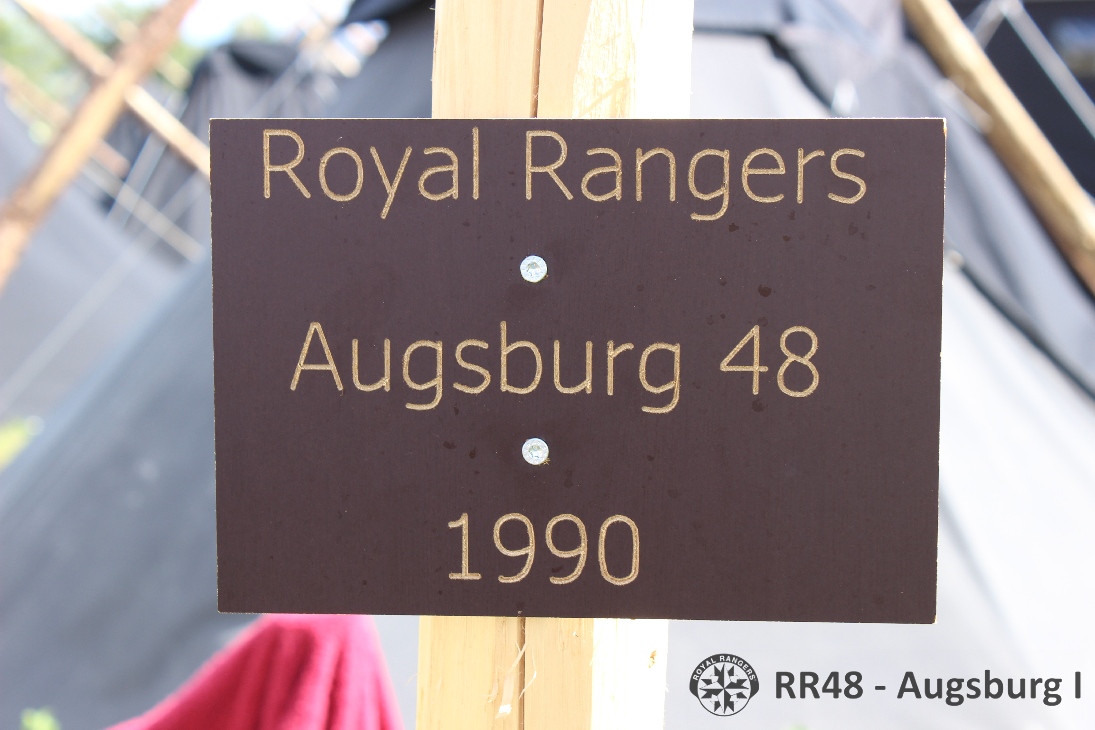 Royal Rangers
Augsburg 48
1990
ROYAL RANGERS
RR48 - Augsburg I